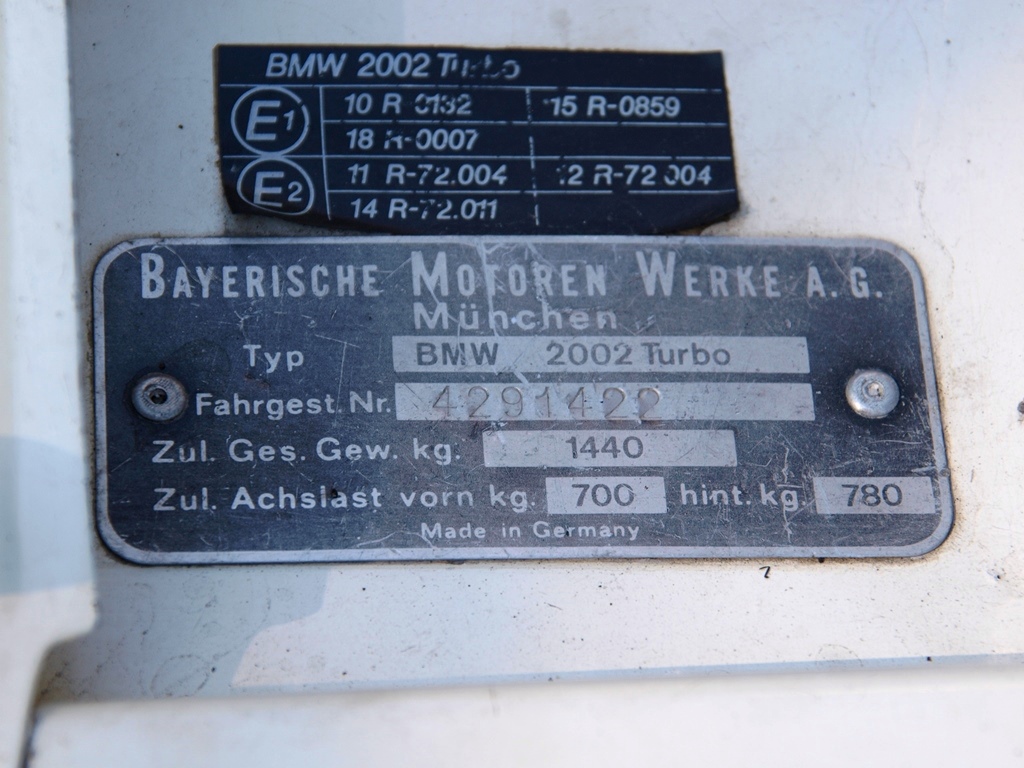 BMW 2002 Turbo
E1 10 R 0132 15 R-0859
18 R-0007
E2 11 R-72.004 12 R-72 004
14 R-72.011
BAYERISCHE MOTOREN WERKE A. G.
München
Typ BMW 2002 Turbo
Fahrgest. Nr. 4291422
Zul. Ges. Gew. kg. 1440
Zul. Achslast vorn kg. 700 hint. kg. 780
Made in Germany